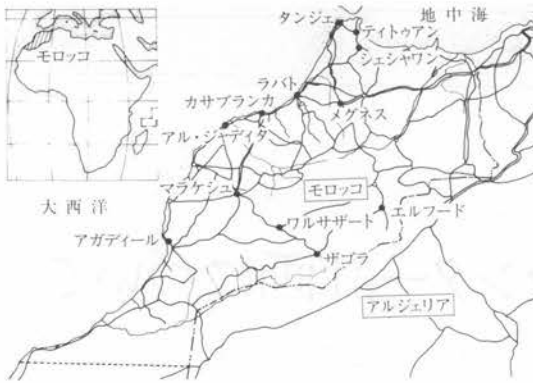 タンジェ
地中海
ティトゥアン
シェシャワン
モロッコ
ラバト
カサブランカ
メグネス
アル・ジャディダ
マラケシュ
モロッコ
大西洋
ワルサザート
エルフード
アガディール
ザゴラ
アルジェリア